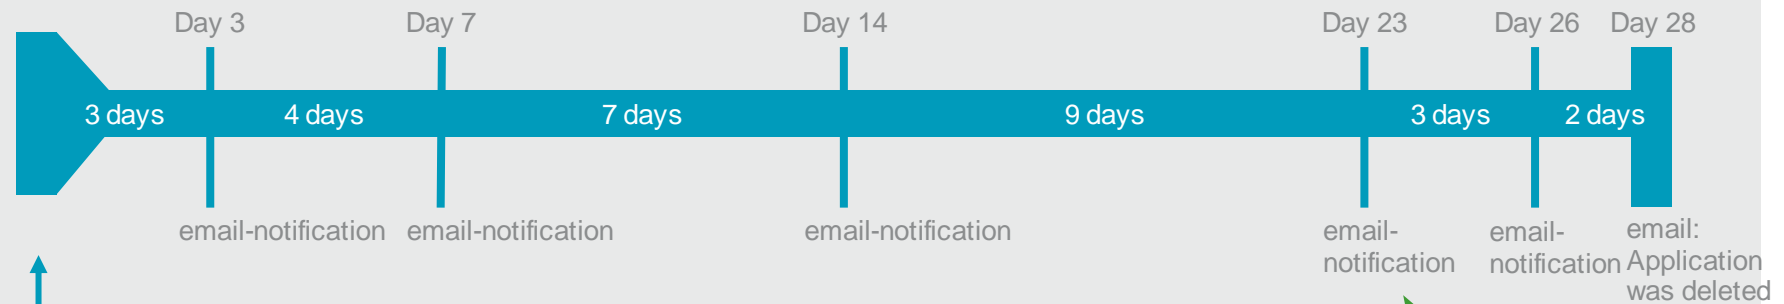 Day 3
Day 7
Day 14
Day 23
Day 26
Day 28
3 days
4 days
7 days
9 days
3 days
2 days
email-notification
email-notification
email-notification
email-
notification
email-
notification
email:
Application
was deleted